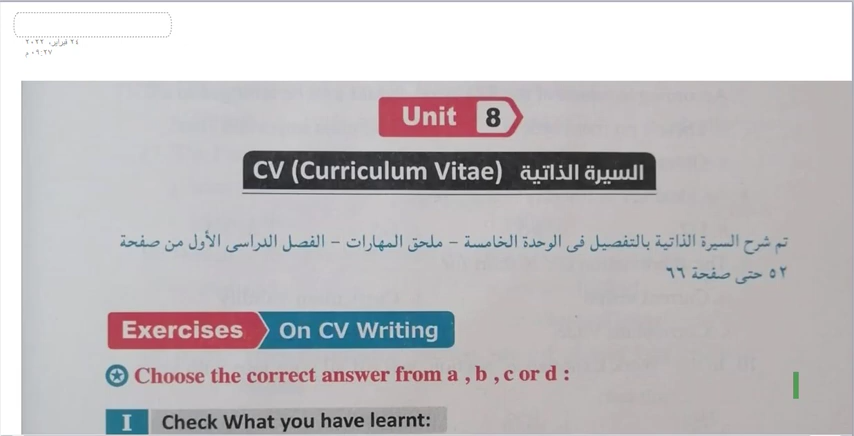 ٢٤ فبراير، ٢٠٢٢
٠٩:٢٧ م
Unit 8
CV (Curriculum Vitae) السيرة الذاتية
تم شرح السيرة الذاتية بالتفصيل فى الوحدة الخامسة – ملحق المهارات – الفصل الدراسى الأول من صفحة
٥٢ حتى صفحة ٦٦
Exercises On CV Writing
Choose the correct answer from a , b , c or d :
I Check What you have learnt: